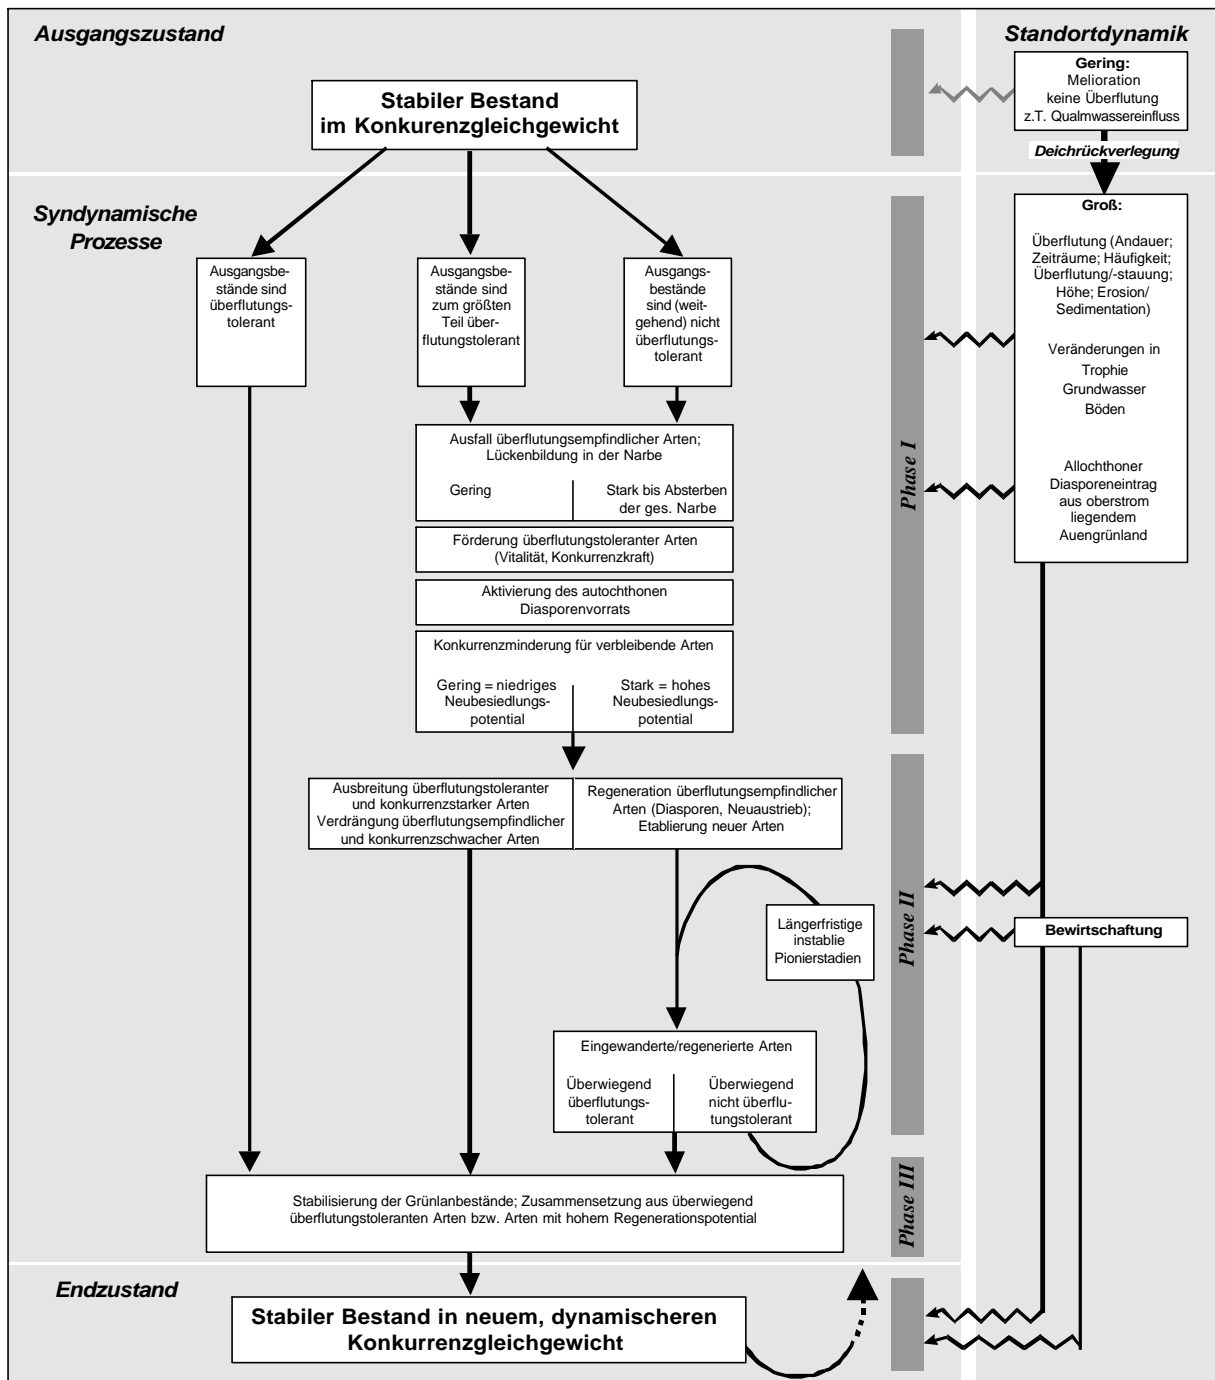 Ausgangszustand
Stabiler Bestand
im Konkurenzgleichgewicht
Standortdynamik
Gering:
Melioration
keine Überflutung
z.T. Qualmwassereinfluss
Deichrückverlegung
Syndynamische
Prozesse
Ausgangsbe-
stände sind
überflutungs-
tolerant
Ausgangsbe-
stände sind
zum größten
Teil über-
flutungstolerant
Ausgangs-
bestände
sind (weit-
gehend) nicht
überflutungs-
tolerant
Ausfall überflutungsempfindlicher Arten;
Lückenbildung in der Narbe
Gering
Stark bis Absterben
der ges. Narbe
Förderung überflutungstoleranter Arten
(Vitalität, Konkurrenzkraft)
Aktivierung des autochthonen
Diasporenvorrats
Konkurrenzminderung für verbleibende Arten
Gering = niedriges
Neubesiedlungs-
potential
Stark = hohes
Neubesiedlungs-
potential
Phase I
Groß:
Überflutung (Andauer;
Zeiträume; Häufigkeit;
Überflutung/-stauung;
Höhe; Erosion/
Sedimentation)
Veränderungen in
Trophie
Grundwasser
Böden
Allochthoner
Diasporeneintrag
aus oberstrom
liegendem
Auengrünland
Ausbreitung überflutungstoleranter
und konkurrenzstarker Arten
Verdrängung überflutungsempfindlicher
und konkurrenzschwacher Arten
Regeneration überflutungsempfindlicher
Arten (Diasporen, Neuaustrieb);
Etablierung neuer Arten
Längerfristige
instablie
Pionierstadien
Phase II
Bewirtschaftung
Eingewanderte/regenerierte Arten
Überwiegend
überflutungs-
tolerant
Überwiegend
nicht überflu-
tungstolerant
Stabilisierung der Grünlanbestände; Zusammensetzung aus überwiegend
überflutungstoleranten Arten bzw. Arten mit hohem Regenerationspotential
Phase III
Endzustand
Stabiler Bestand in neuem, dynamischeren
Konkurrenzgleichgewicht